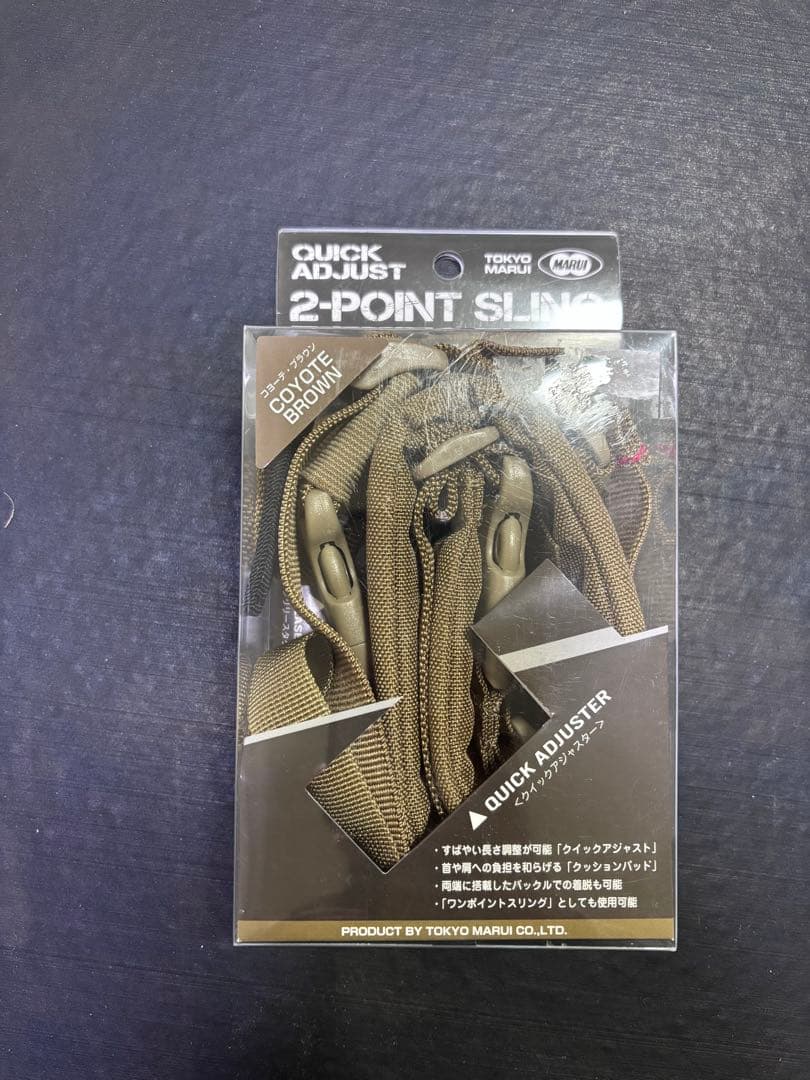 QUICK
ADJUST
TOKYO
MARUI
MARUI
2-POINT SLING
コヨーテ・ブラウン
COYOTE
BROWN
▲ QUICK ADJUSTER
<クイックアジャスター>
・すばやい長さ調整が可能「クイックアジャスト」
・首や肩への負担を和らげる「クッションパッド」
・両端に搭載したバックルでの着脱も可能
・「ワンポイントスリング」としても使用可能
PRODUCT BY TOKYO MARUI CO.,LTD.